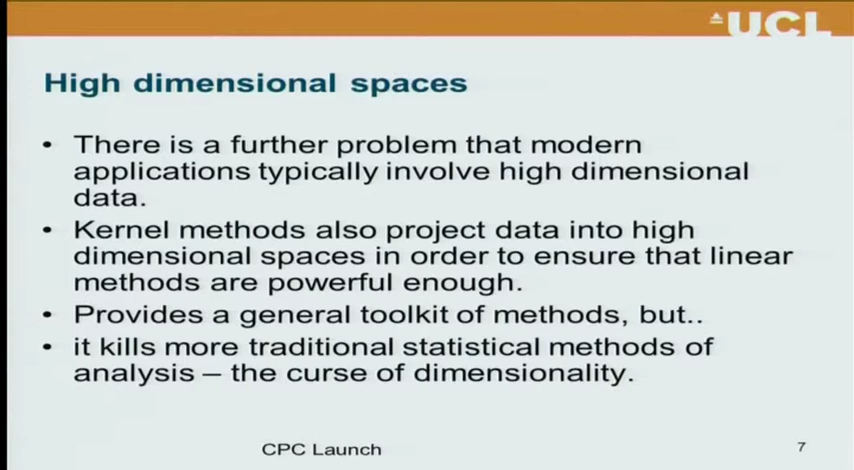 UCL
High dimensional spaces
• There is a further problem that modern
applications typically involve high dimensional
data.
• Kernel methods also project data into high
dimensional spaces in order to ensure that linear
methods are powerful enough.
• Provides a general toolkit of methods, but..
• it kills more traditional statistical methods of
analysis – the curse of dimensionality.
CPC Launch
7